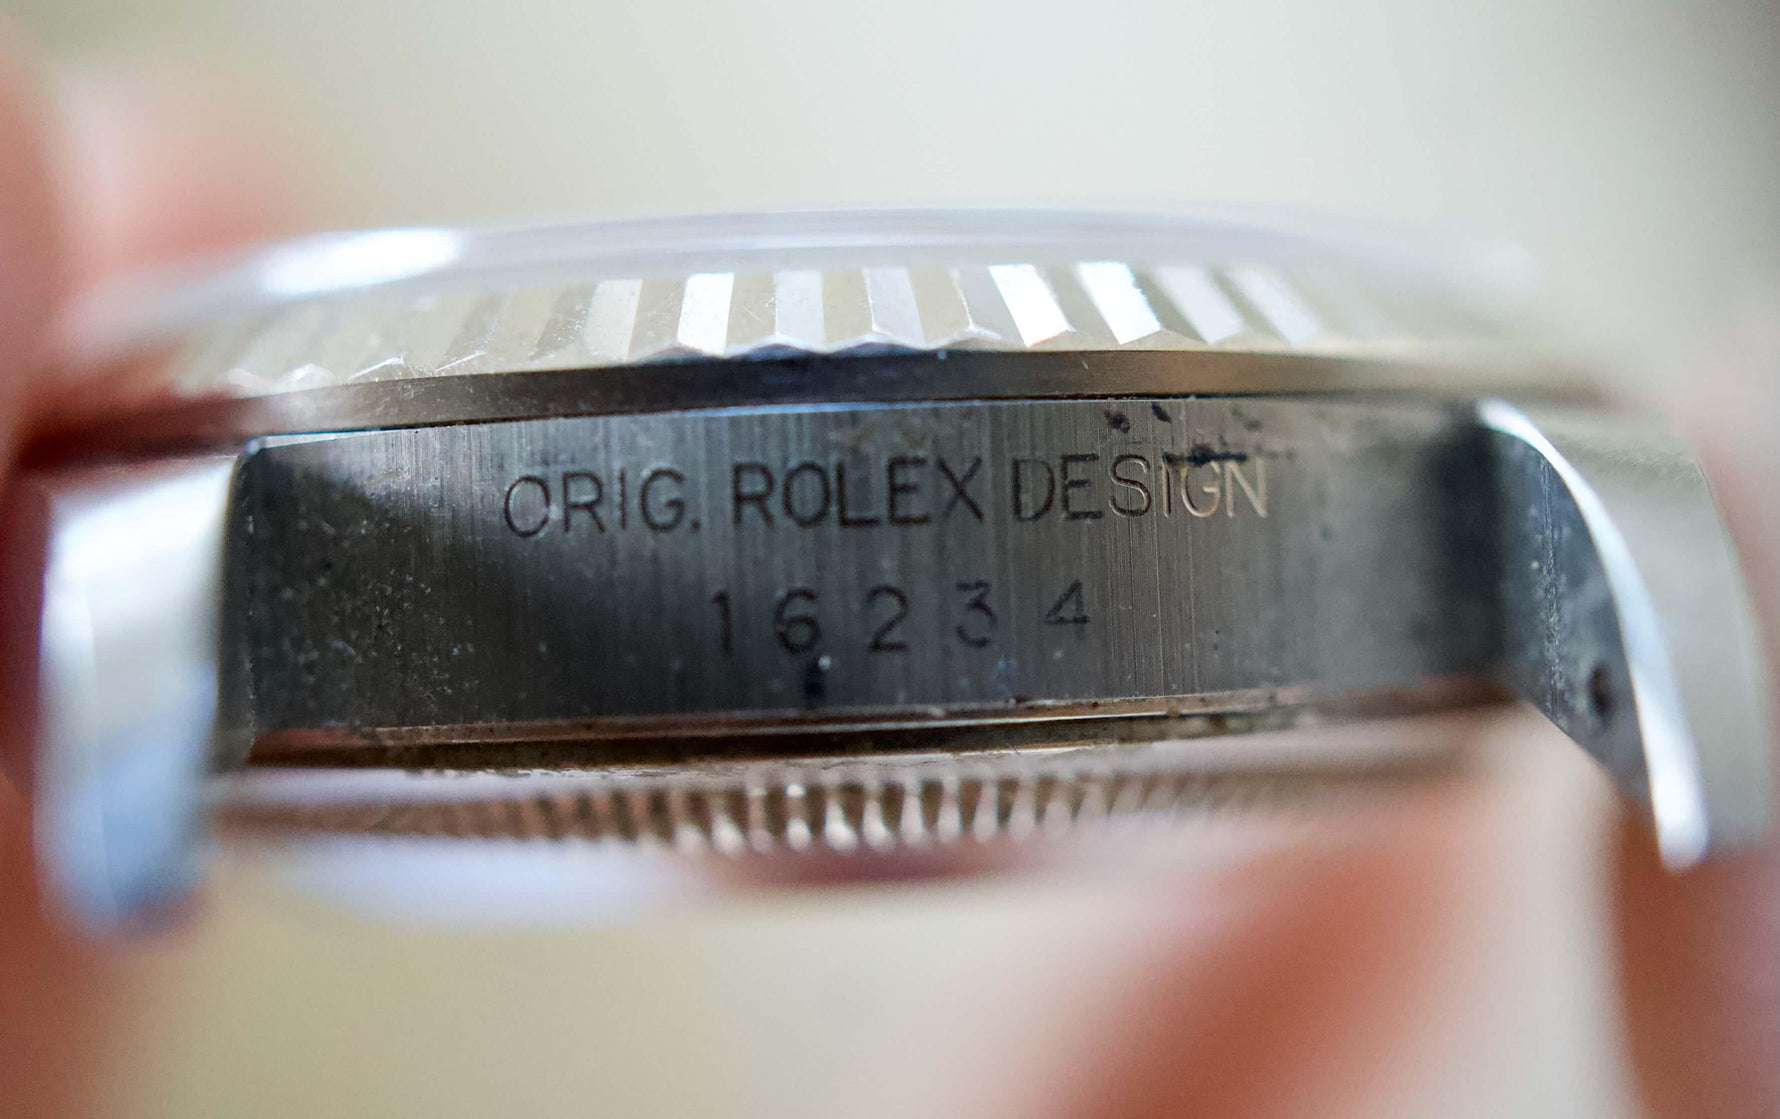 ORIG. ROLEX DESIGN
16234